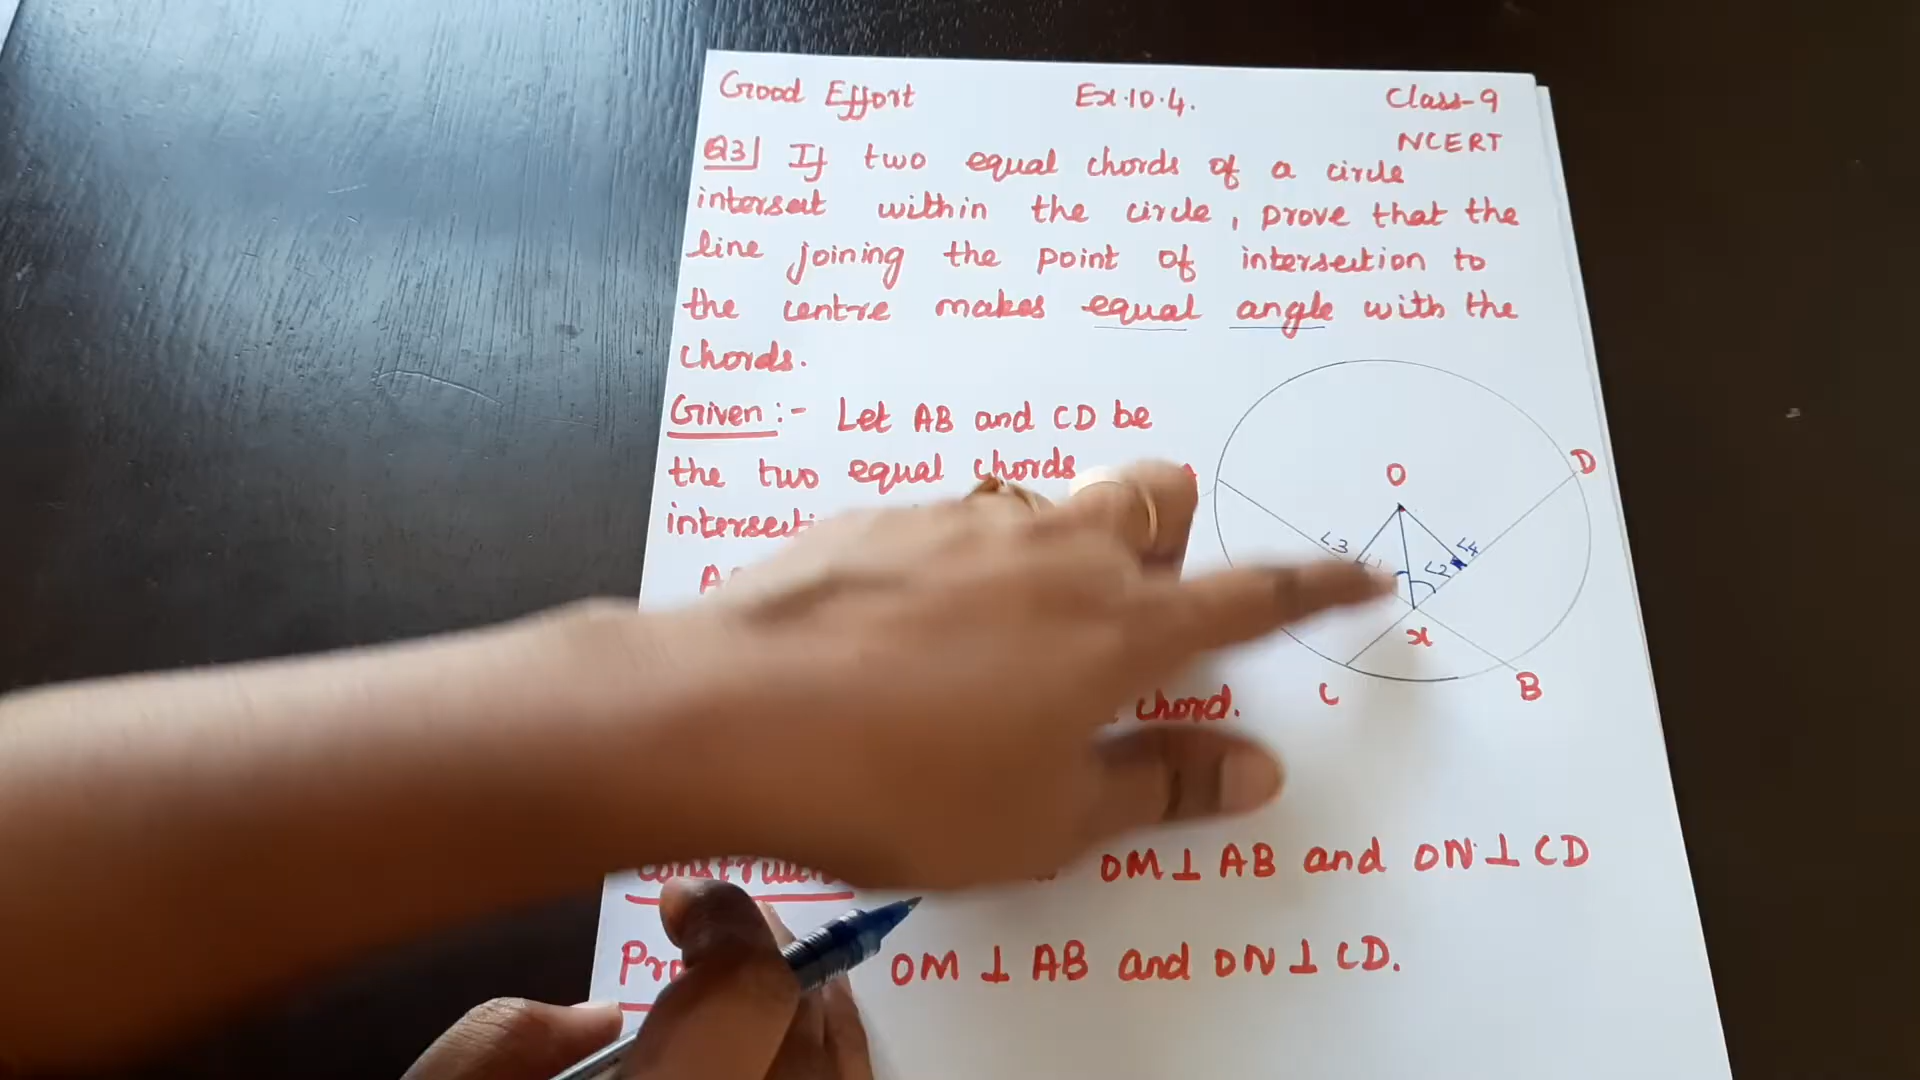 Good Effort Ex.10.4. Class-9
NCERT
Q3] If two equal chords of a circle
intersect within the circle, prove that the
line joining the point of intersection to
the centre makes equal angle with the
chords.
Given :- Let AB and CD be
the two equal chords
chord.
OM ⊥ AB and ON ⊥ CD
OM ⊥ AB and ON ⊥ CD.
D
O
∠3
∠4
∠2
x
C
B